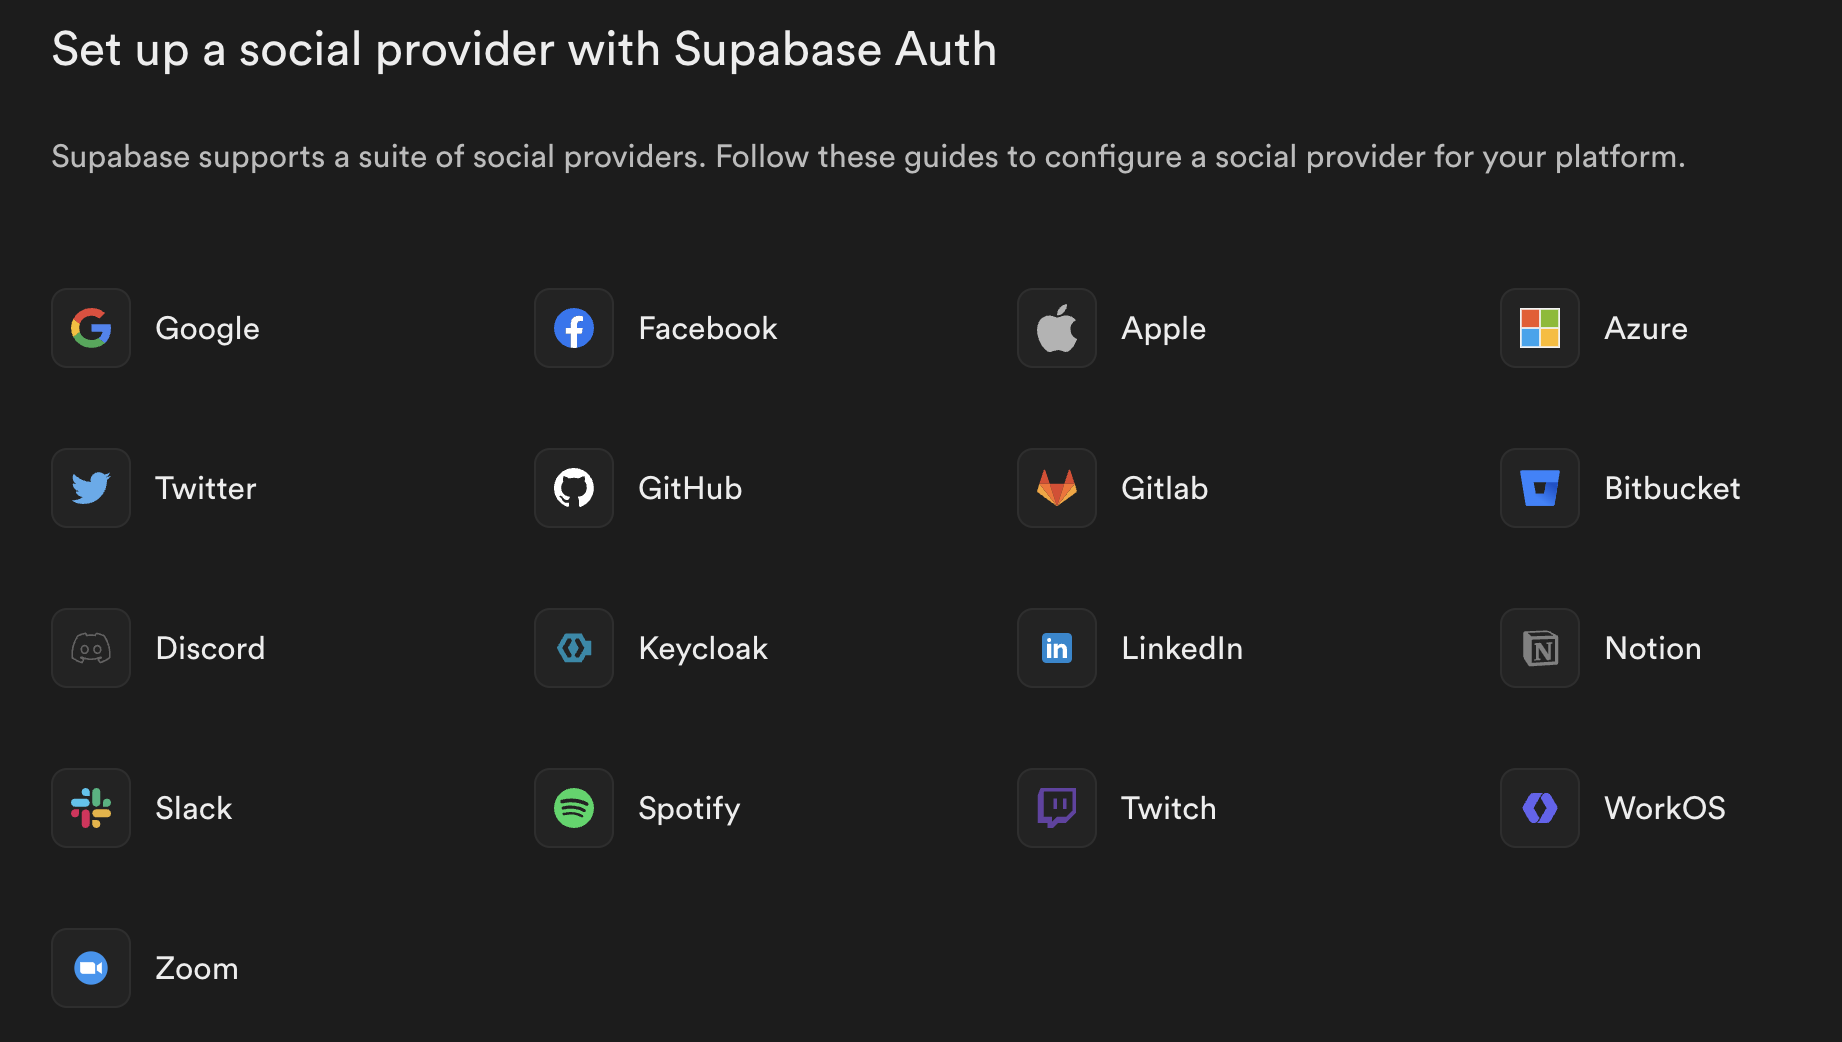 Set up a social provider with Supabase Auth
Supabase supports a suite of social providers. Follow these guides to configure a social provider for your platform.
Google
Facebook
Apple
Azure
Twitter
GitHub
Gitlab
Bitbucket
Discord
Keycloak
in
LinkedIn
N
Notion
Slack
Spotify
Twitch
WorkOS
Zoom